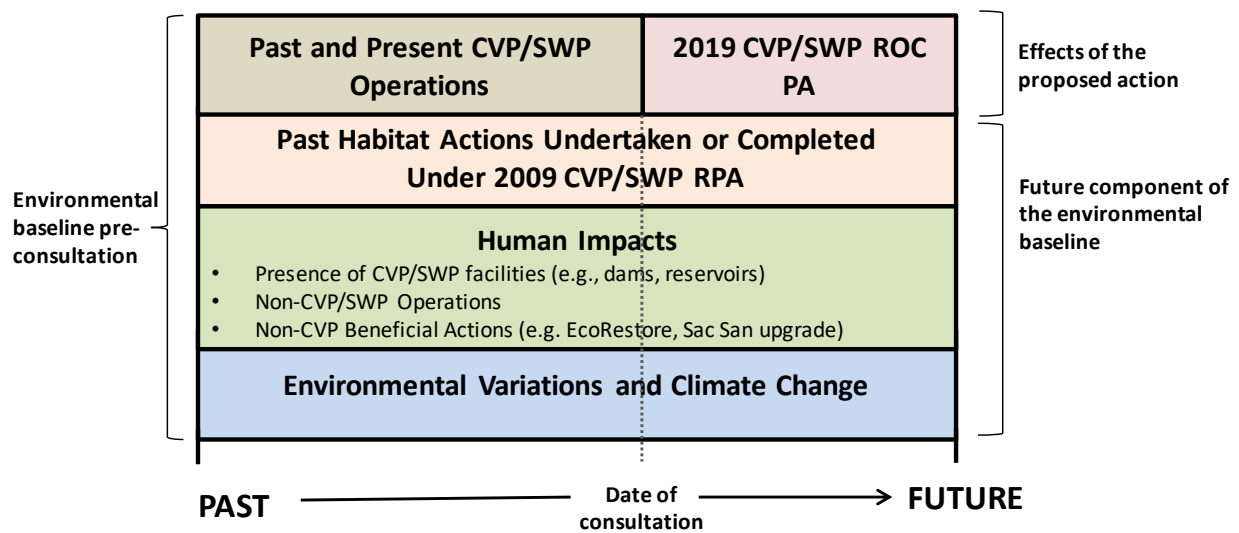 Past and Present CVP/SWP
Operations
2019 CVP/SWP ROC
PA
Effects of the
proposed action
Past Habitat Actions Undertaken or Completed
Under 2009 CVP/SWP RPA
Environmental
baseline pre-
consultation
Future component of
the environmental
baseline
Human Impacts
• Presence of CVP/SWP facilities (e.g., dams, reservoirs)
• Non-CVP/SWP Operations
• Non-CVP Beneficial Actions (e.g. EcoRestore, Sac San upgrade)
Environmental Variations and Climate Change
PAST
Date of
consultation
FUTURE